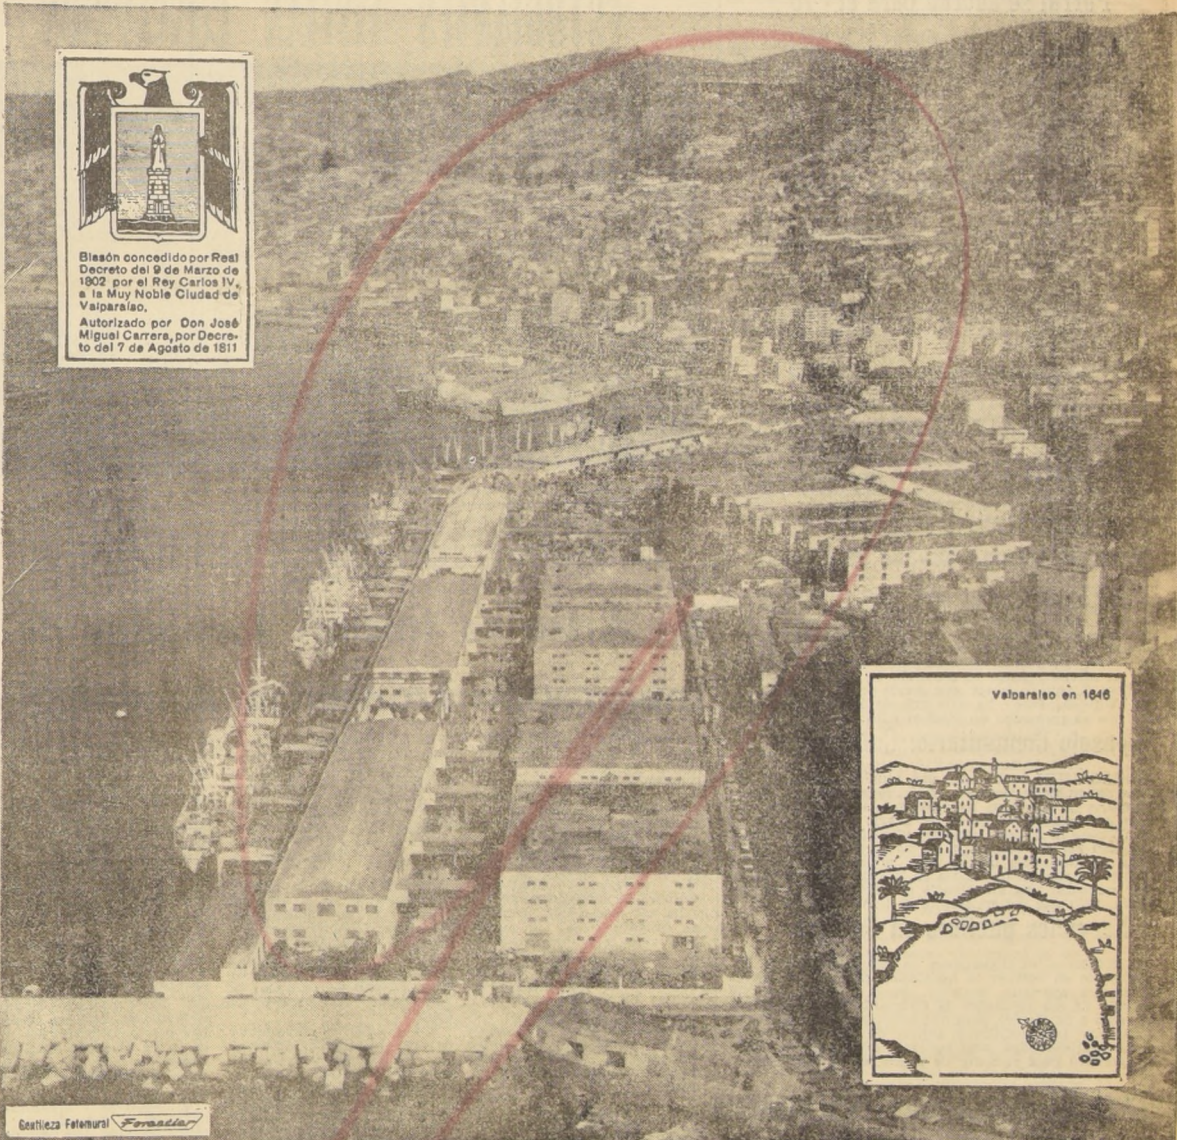 Blasón concedido por Real
Decreto del 9 de Marzo de
1802 por el Rey Carlos IV,
a la Muy Noble Ciudad de
Valparaíso.
Autorizado por Don José
Miguel Carrera, por Decre-
to del 7 de Agosto de 1811
Valparaíso en 1646
Gentileza Fotomural